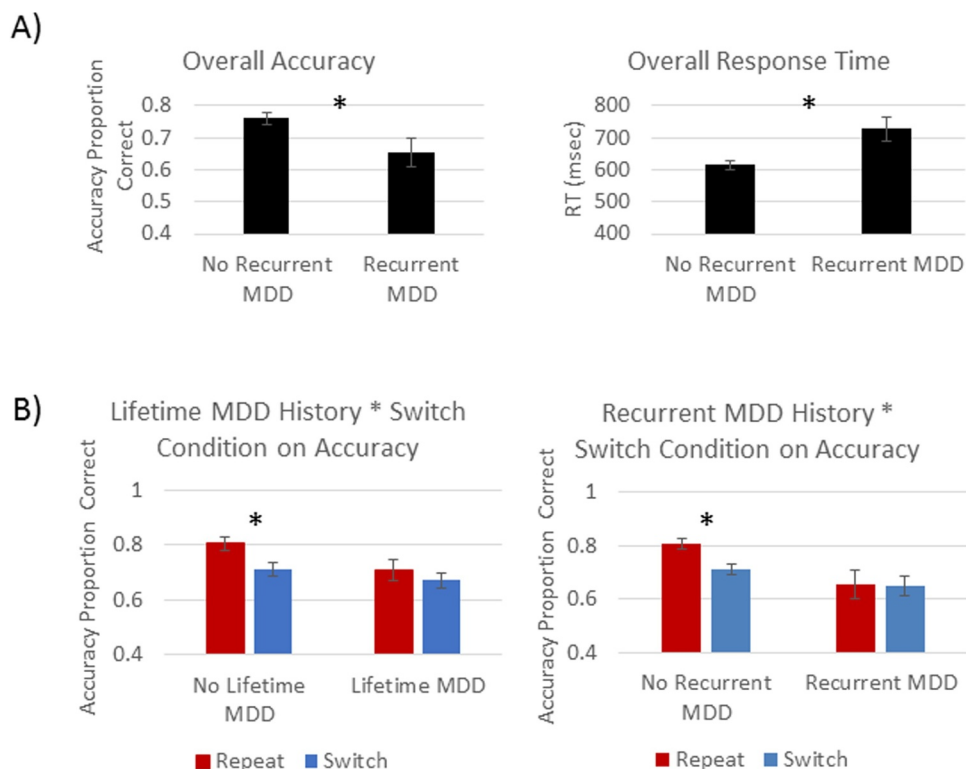 A)
Overall Accuracy
*
Accuracy Proportion
Correct
0.8
0.7
0.6
0.5
0.4
No Recurrent
MDD
Recurrent
MDD
Overall Response Time
*
RT (msec)
800
700
600
500
400
No Recurrent
MDD
Recurrent MDD
B)
Lifetime MDD History * Switch
Condition on Accuracy
Accuracy Proportion Correct
1
0.8
0.6
0.4
*
No Lifetime
MDD
Lifetime MDD
Repeat Switch
Recurrent MDD History *
Switch Condition on Accuracy
Accuracy Proportion Correct
1
0.8
0.6
0.4
*
No Recurrent
MDD
Recurrent MDD
Repeat Switch